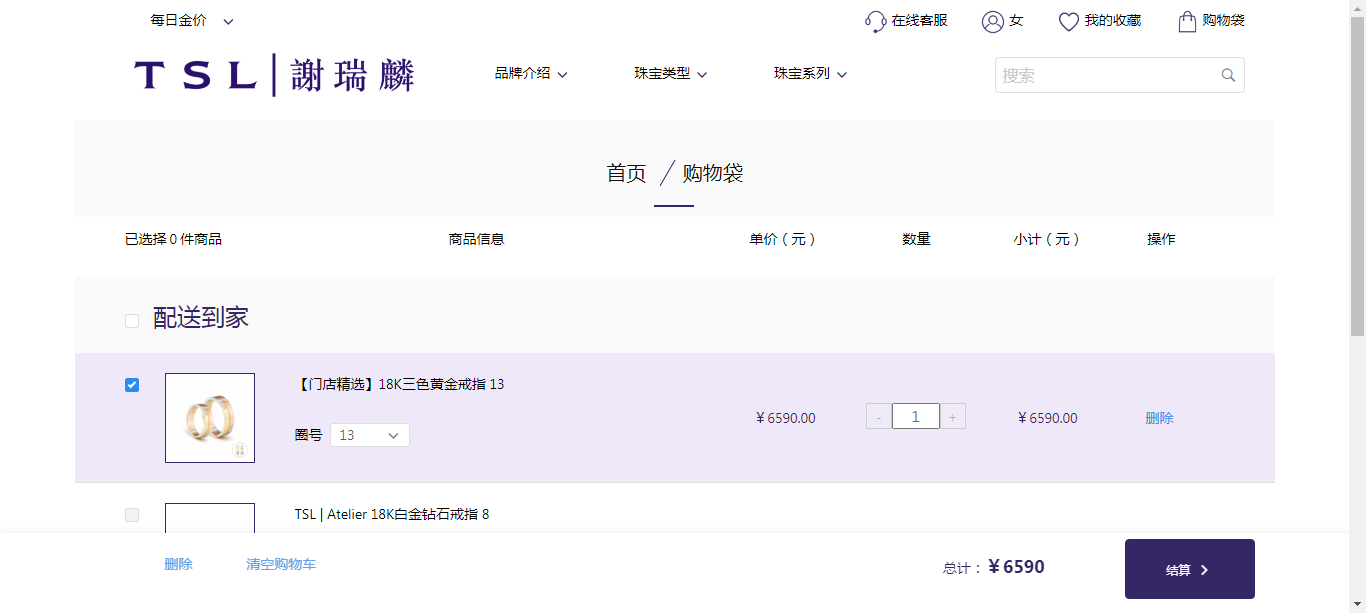 每日金价
在线客服
女
我的收藏
购物袋
TSL|謝瑞麟
品牌介绍
珠宝类型
珠宝系列
搜索
首页 / 购物袋
已选择 0 件商品
商品信息
单价（元）
数量
小计（元）
操作
配送到家
【门店精选】18K三色黄金戒指 13
圈号 13
¥ 6590.00
- 1 +
¥ 6590.00
删除
TSL | Atelier 18K白金钻石戒指 8
删除
清空购物车
总计：¥ 6590
结算